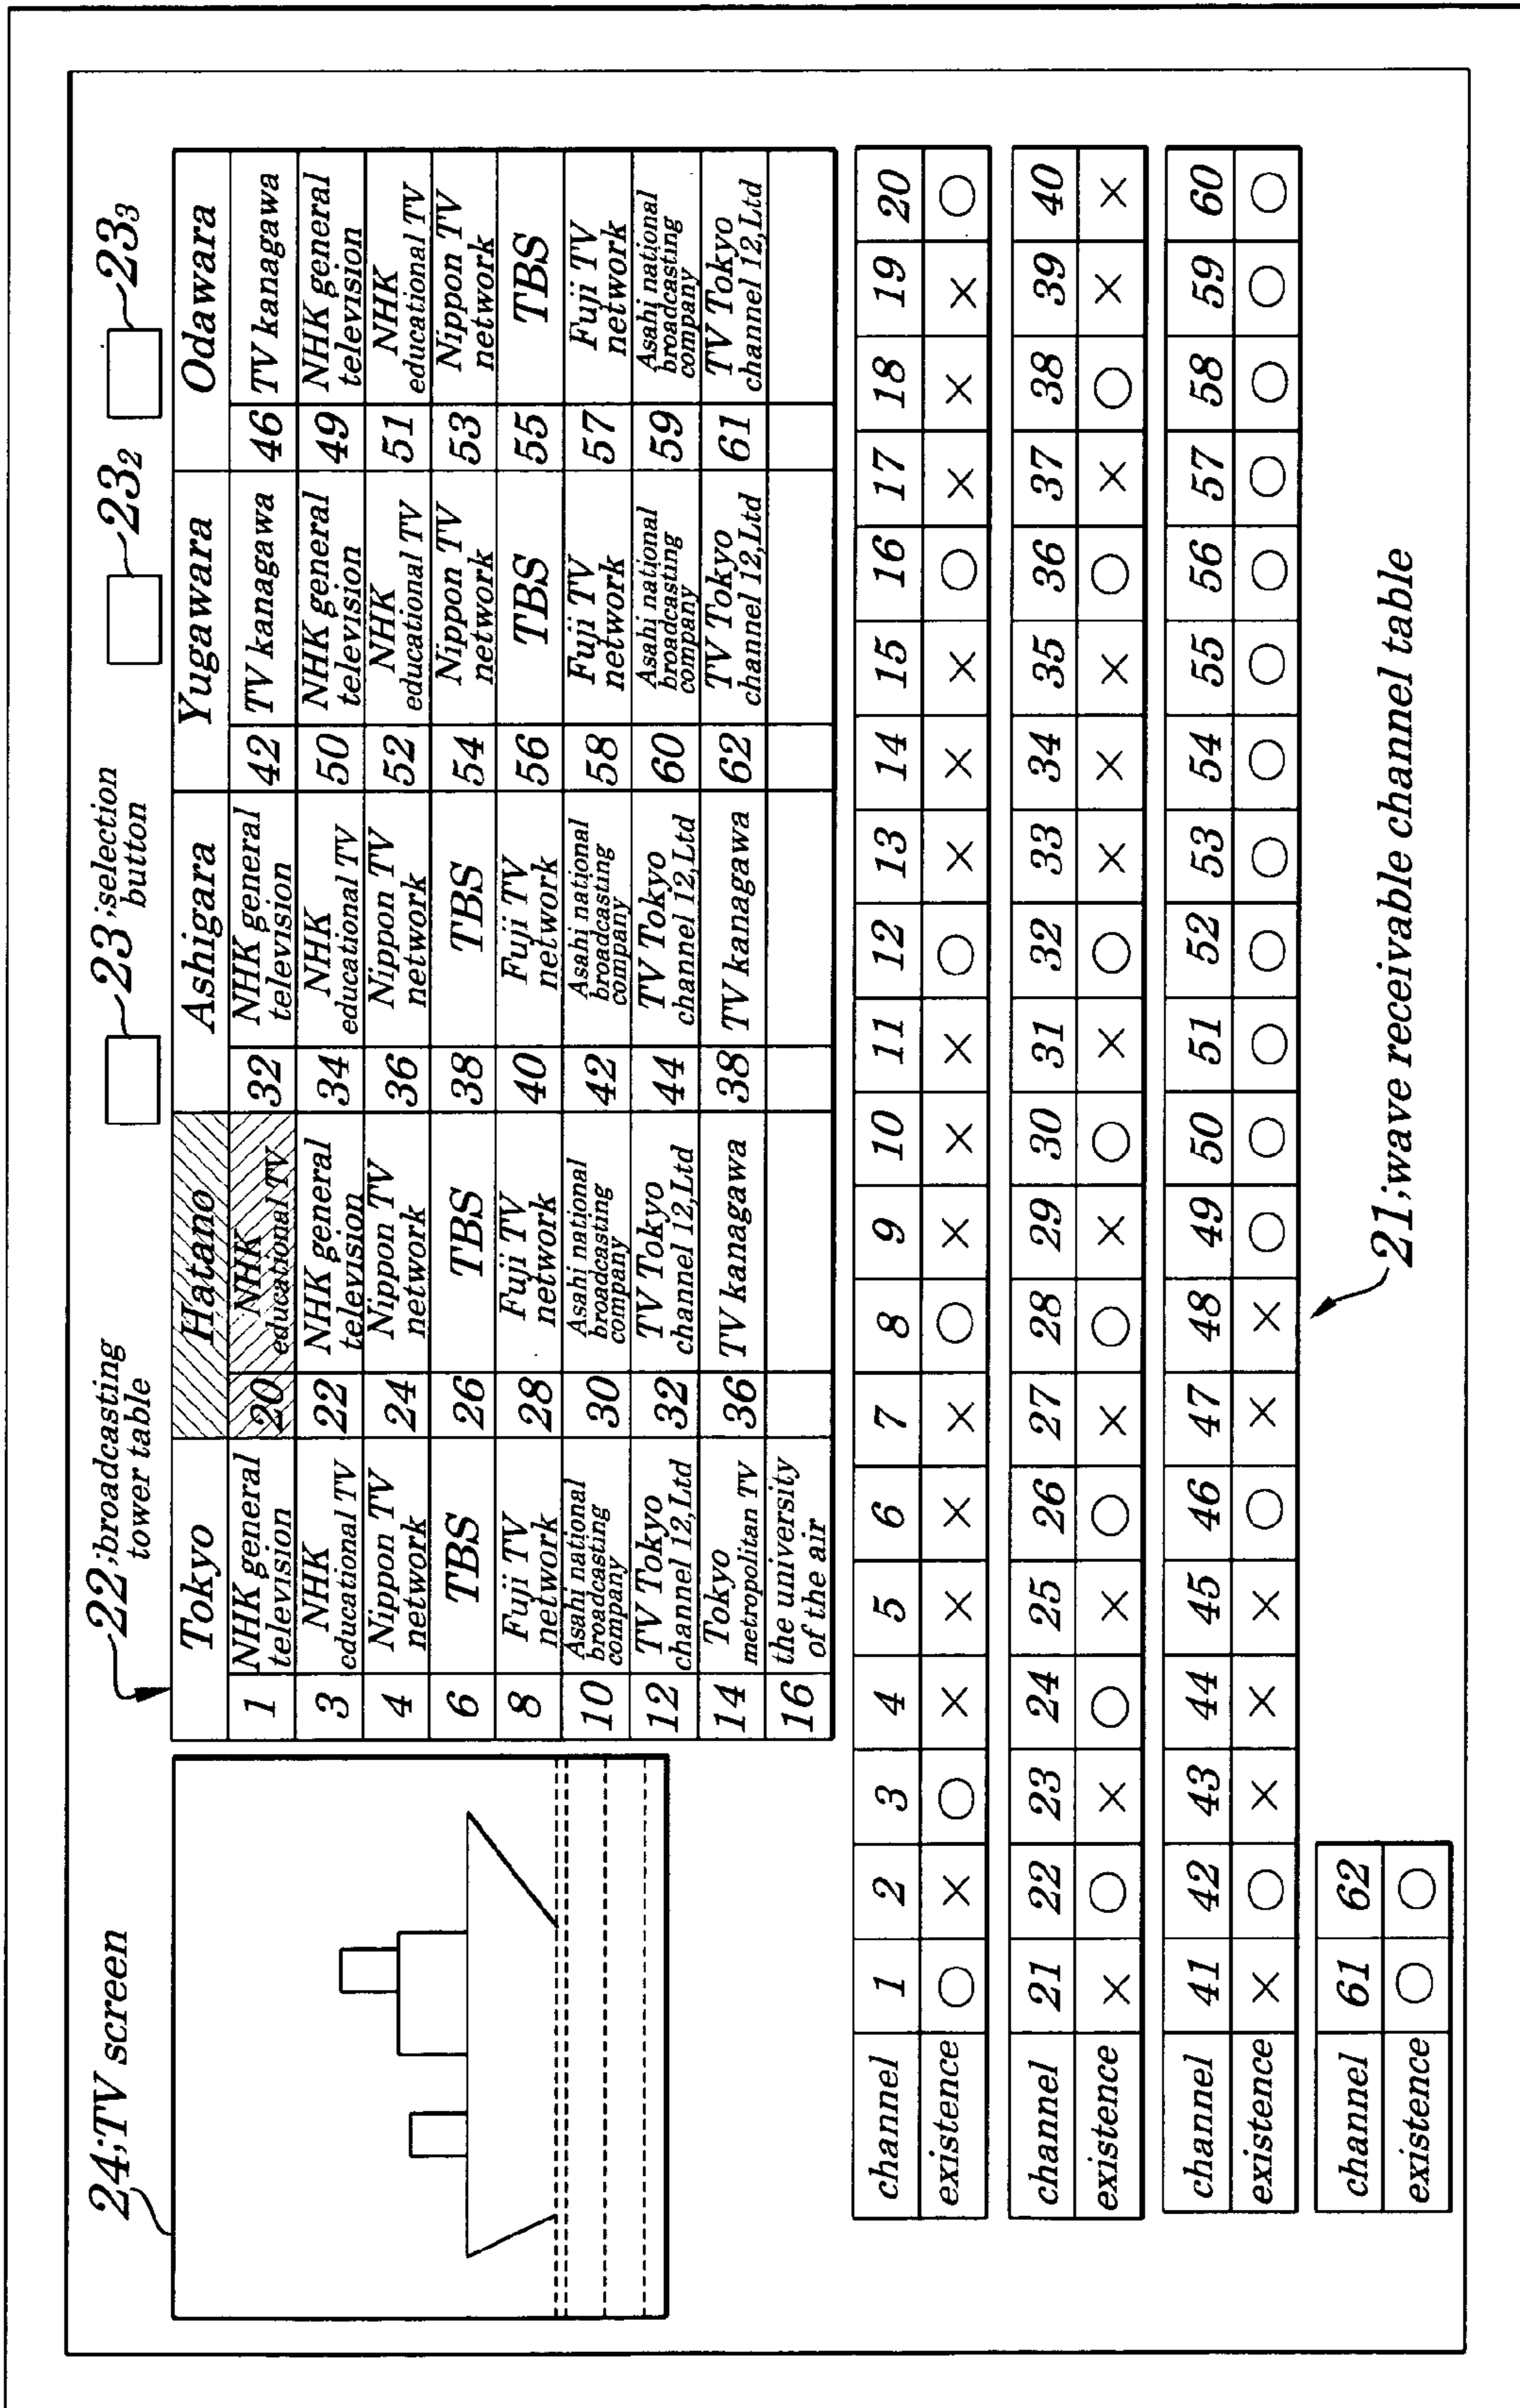 24;TV screen
22;broadcasting
tower table
23;selection
button
23₂
23₃
Tokyo Hatano Ashigara Yugawara Odawara
1 NHK general television 20 NHK educational TV 32 NHK general television 42 TV kanagawa 46 TV kanagawa
3 NHK educational TV 22 NHK general television 34 NHK educational TV 50 NHK general television 49 NHK general television
4 Nippon TV network 24 Nippon TV network 36 Nippon TV network 52 NHK educational TV 51 NHK educational TV
6 TBS 26 TBS 38 TBS 54 Nippon TV network 53 Nippon TV network
8 Fuji TV network 28 Fuji TV network 40 Fuji TV network 56 TBS 55 TBS
10 Asahi national broadcasting company 30 Asahi national broadcasting company 42 Asahi national broadcasting company 58 Fuji TV network 57 Fuji TV network
12 TV Tokyo channel 12,Ltd 32 TV Tokyo channel 12,Ltd 44 TV Tokyo channel 12,Ltd 60 Asahi national broadcasting company 59 Asahi national broadcasting company
14 Tokyo metropolitan TV 36 TV kanagawa 38 TV kanagawa 62 TV Tokyo channel 12,Ltd 61 TV Tokyo channel 12,Ltd
16 the university of the air
channel 1 2 3 4 5 6 7 8 9 10 11 12 13 14 15 16 17 18 19 20
existence ○ × ○ × × × × ○ × × × ○ × × × ○ × × × ○
channel 21 22 23 24 25 26 27 28 29 30 31 32 33 34 35 36 37 38 39 40
existence × ○ × ○ × ○ × ○ × ○ × ○ × × × ○ × ○ × ×
channel 41 42 43 44 45 46 47 48 49 50 51 52 53 54 55 56 57 58 59 60
existence × ○ × × × ○ × × ○ ○ ○ ○ ○ ○ ○ ○ ○ ○ ○ ○
channel 61 62
existence ○ ○
21;wave receivable channel table